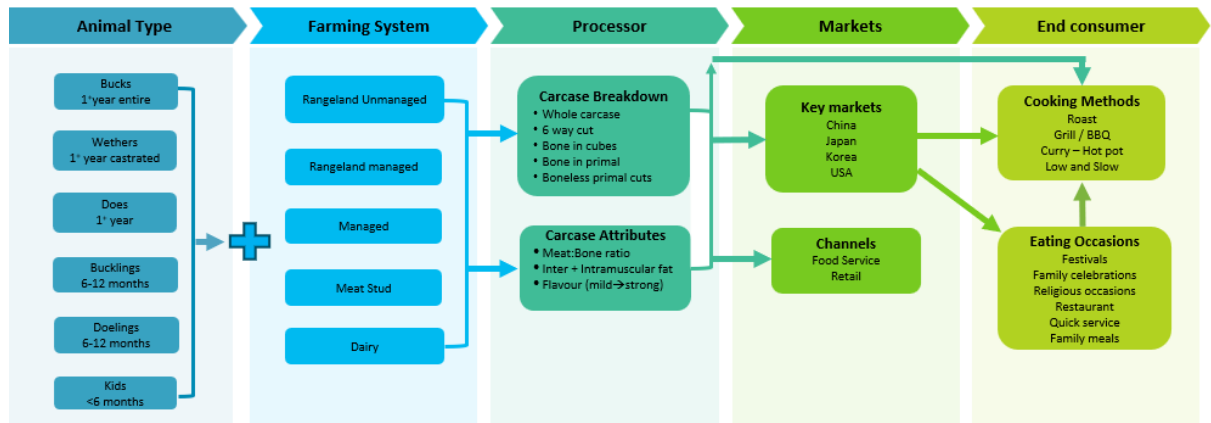 Animal Type
Farming System
Processor
Markets
End consumer
Bucks
1⁺year entire
Wethers
1⁺ year castrated
Does
1⁺ year
Bucklings
6-12 months
Doelings
6-12 months
Kids
<6 months
Rangeland Unmanaged
Rangeland managed
Managed
Meat Stud
Dairy
Carcase Breakdown
• Whole carcase
• 6 way cut
• Bone in cubes
• Bone in primal
• Boneless primal cuts
Carcase Attributes
• Meat:Bone ratio
• Inter + Intramuscular fat
• Flavour (mild→strong)
Key markets
China
Japan
Korea
USA
Channels
Food Service
Retail
Cooking Methods
Roast
Grill / BBQ
Curry – Hot pot
Low and Slow
Eating Occasions
Festivals
Family celebrations
Religious occasions
Restaurant
Quick service
Family meals